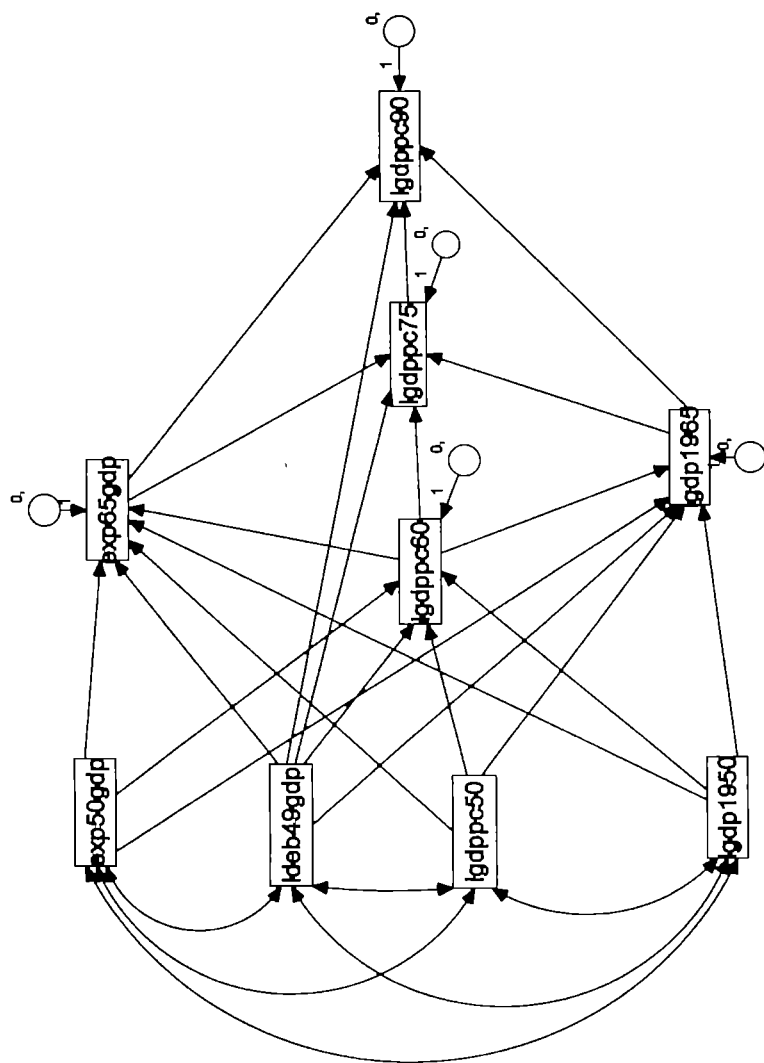 0,
1
lgdppc90
0,
1
lgdppc75
0,
1
exp65gdp
0,
1
lgdppc60
lgdp1965
1
0,
exp50gdp
ldeb49gdp
lgdppc50
lgdp1950